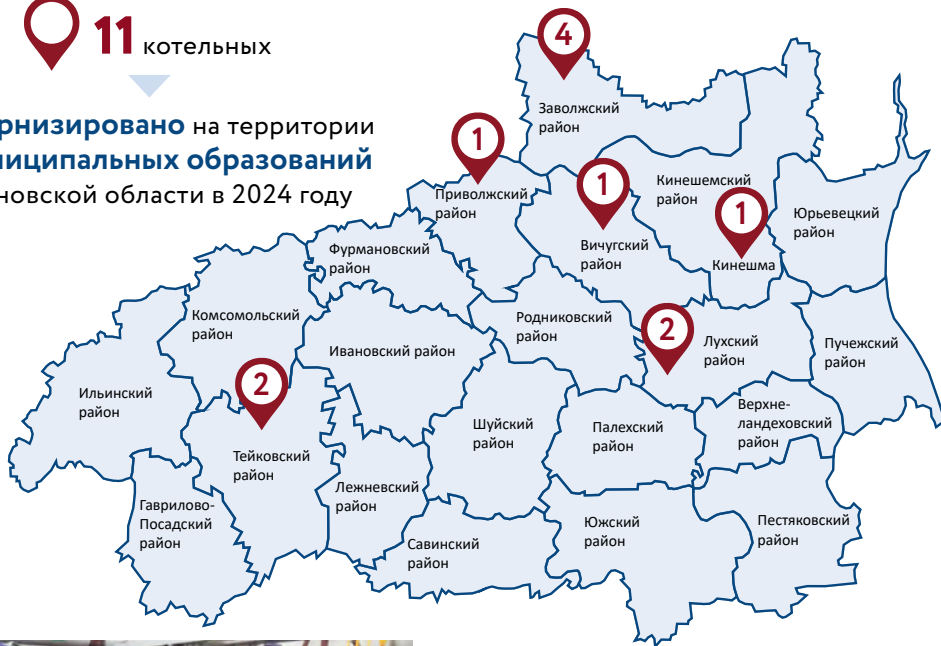 11 котельных
рнизировано на территории
ниципальных образований
новской области в 2024 году
4
Заволжский
район
1
Приволжский
район
1
Вичугский
район
Кинешемский
район
1
Кинешма
Юрьевецкий
район
Фурмановский
район
Комсомольский
район
Ивановский район
Родниковский
район
2
Лухский
район
Пучежский
район
Ильинский
район
2
Тейковский
район
Шуйский
район
Палехский
район
Верхне-
ландеховский
район
Гаврилово-
Посадский
район
Лежневский
район
Савинский
район
Южский
район
Пестяковский
район